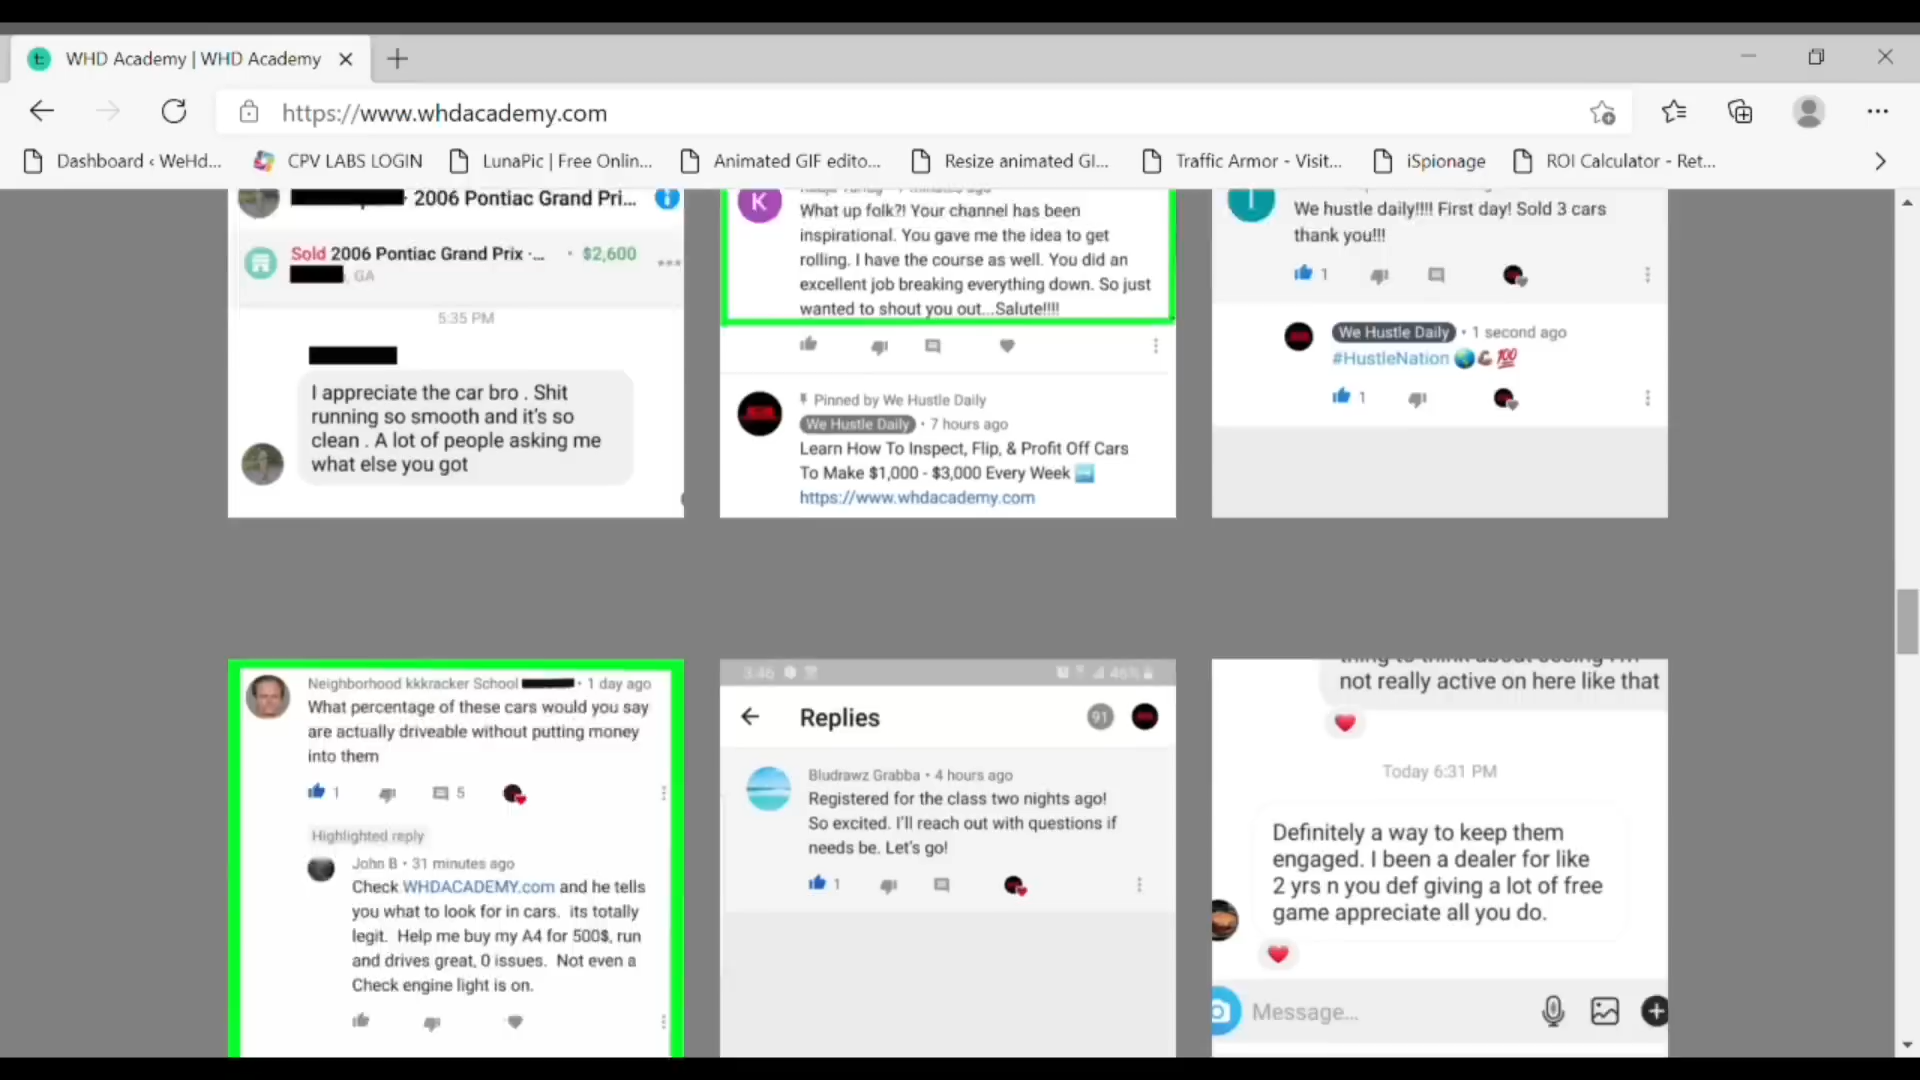 WHD Academy | WHD Academy
https://www.whdacademy.com
Dashboard ‹ WeHd...
CPV LABS LOGIN
LunaPic | Free Onlin...
Animated GIF edito...
Resize animated GI...
Traffic Armor - Visit...
iSpionage
ROI Calculator - Ret...
2006 Pontiac Grand Pri...
Sold 2006 Pontiac Grand Prix -... · $2,600
GA
5:35 PM
I appreciate the car bro . Shit
running so smooth and it's so
clean . A lot of people asking me
what else you got
K
What up folk?! Your channel has been
inspirational. You gave me the idea to get
rolling. I have the course as well. You did an
excellent job breaking everything down. So just
wanted to shout you out...Salute!!!!
Pinned by We Hustle Daily
We Hustle Daily • 7 hours ago
Learn How To Inspect, Flip, & Profit Off Cars
To Make $1,000 - $3,000 Every Week ➡️
https://www.whdacademy.com
We hustle daily!!!! First day! Sold 3 cars
thank you!!!
1
We Hustle Daily • 1 second ago
#HustleNation 🌏💪🏾💯
1
Neighborhood kkkracker School • 1 day ago
What percentage of these cars would you say
are actually driveable without putting money
into them
1 5
Highlighted reply
John B • 31 minutes ago
Check WHDACADEMY.com and he tells
you what to look for in cars. its totally
legit. Help me buy my A4 for 500$, run
and drives great, 0 issues. Not even a
Check engine light is on.
3:46 46%
Replies
91
Bludrawz Grabba • 4 hours ago
Registered for the class two nights ago!
So excited. I'll reach out with questions if
needs be. Let's go!
1
not really active on here like that
Today 6:31 PM
Definitely a way to keep them
engaged. I been a dealer for like
2 yrs n you def giving a lot of free
game appreciate all you do.
Message...